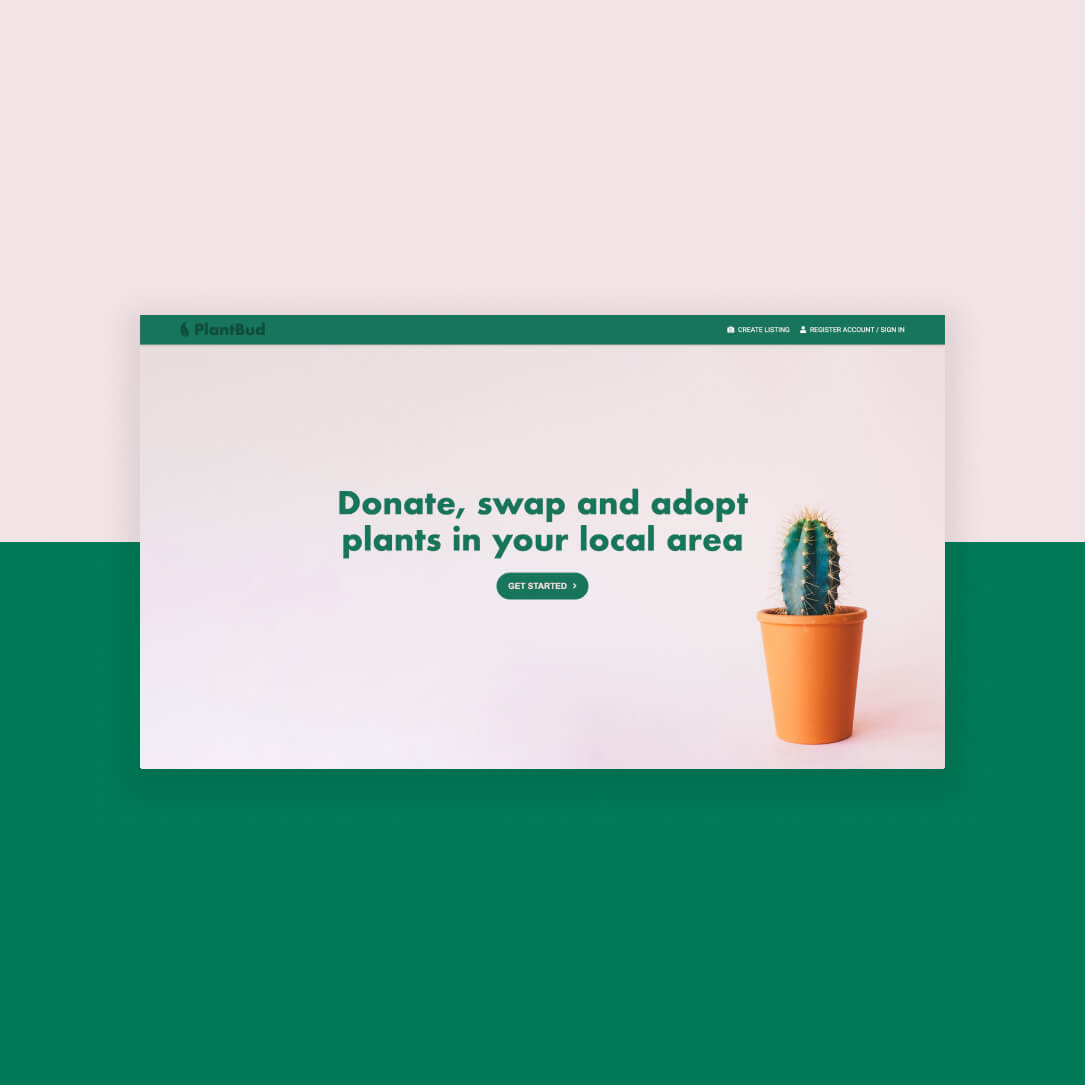 PlantBud
CREATE LISTING
REGISTER ACCOUNT / SIGN IN
Donate, swap and adopt
plants in your local area
GET STARTED